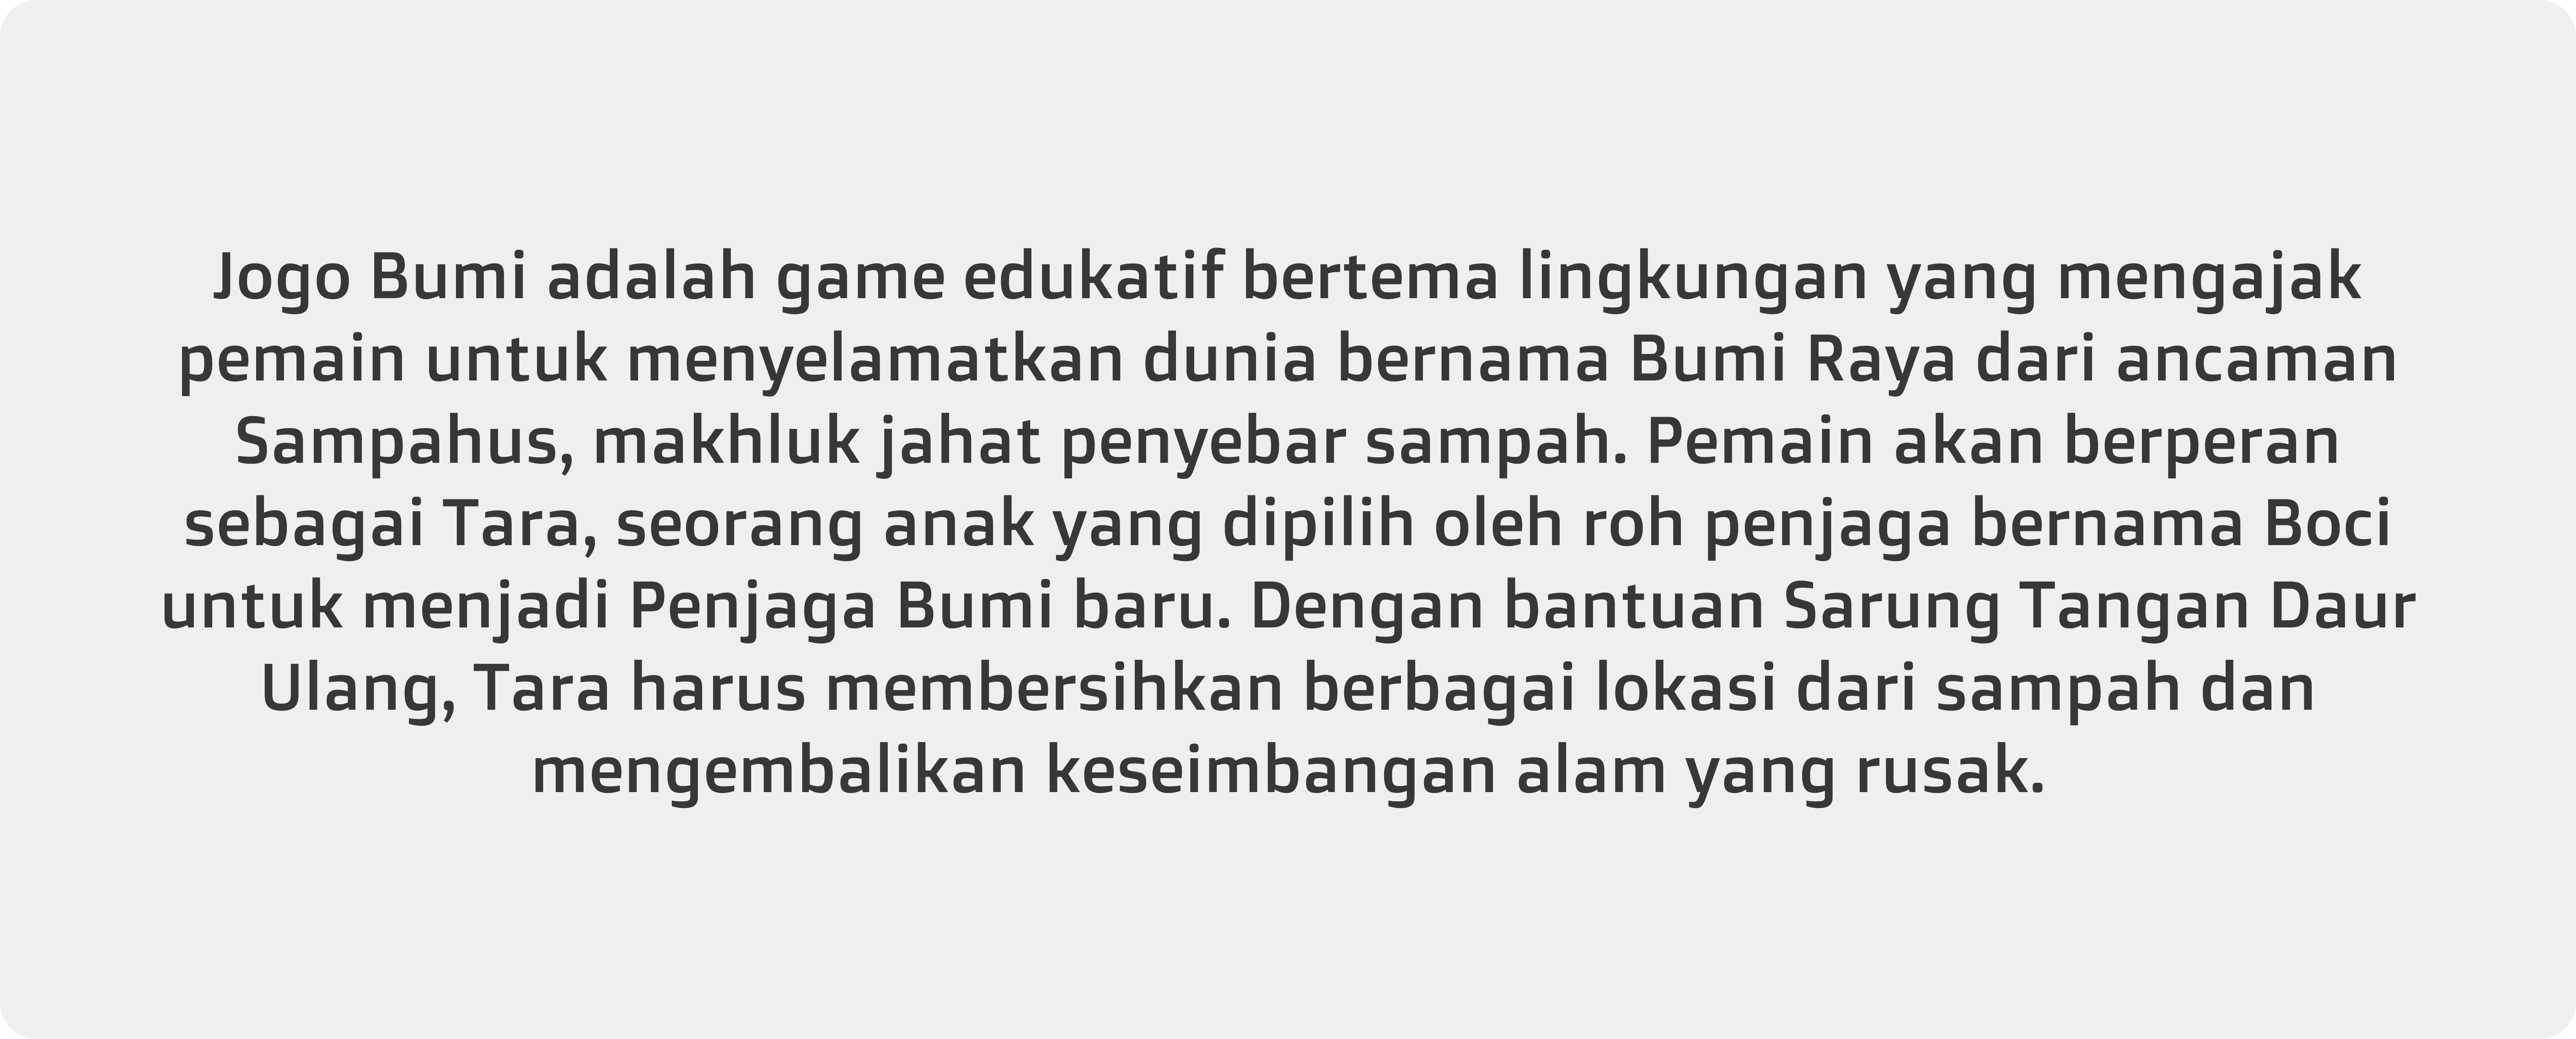 Jogo Bumi adalah game edukatif bertema lingkungan yang mengajak
pemain untuk menyelamatkan dunia bernama Bumi Raya dari ancaman
Sampahus, makhluk jahat penyebar sampah. Pemain akan berperan
sebagai Tara, seorang anak yang dipilih oleh roh penjaga bernama Boci
untuk menjadi Penjaga Bumi baru. Dengan bantuan Sarung Tangan Daur
Ulang, Tara harus membersihkan berbagai lokasi dari sampah dan
mengembalikan keseimbangan alam yang rusak.